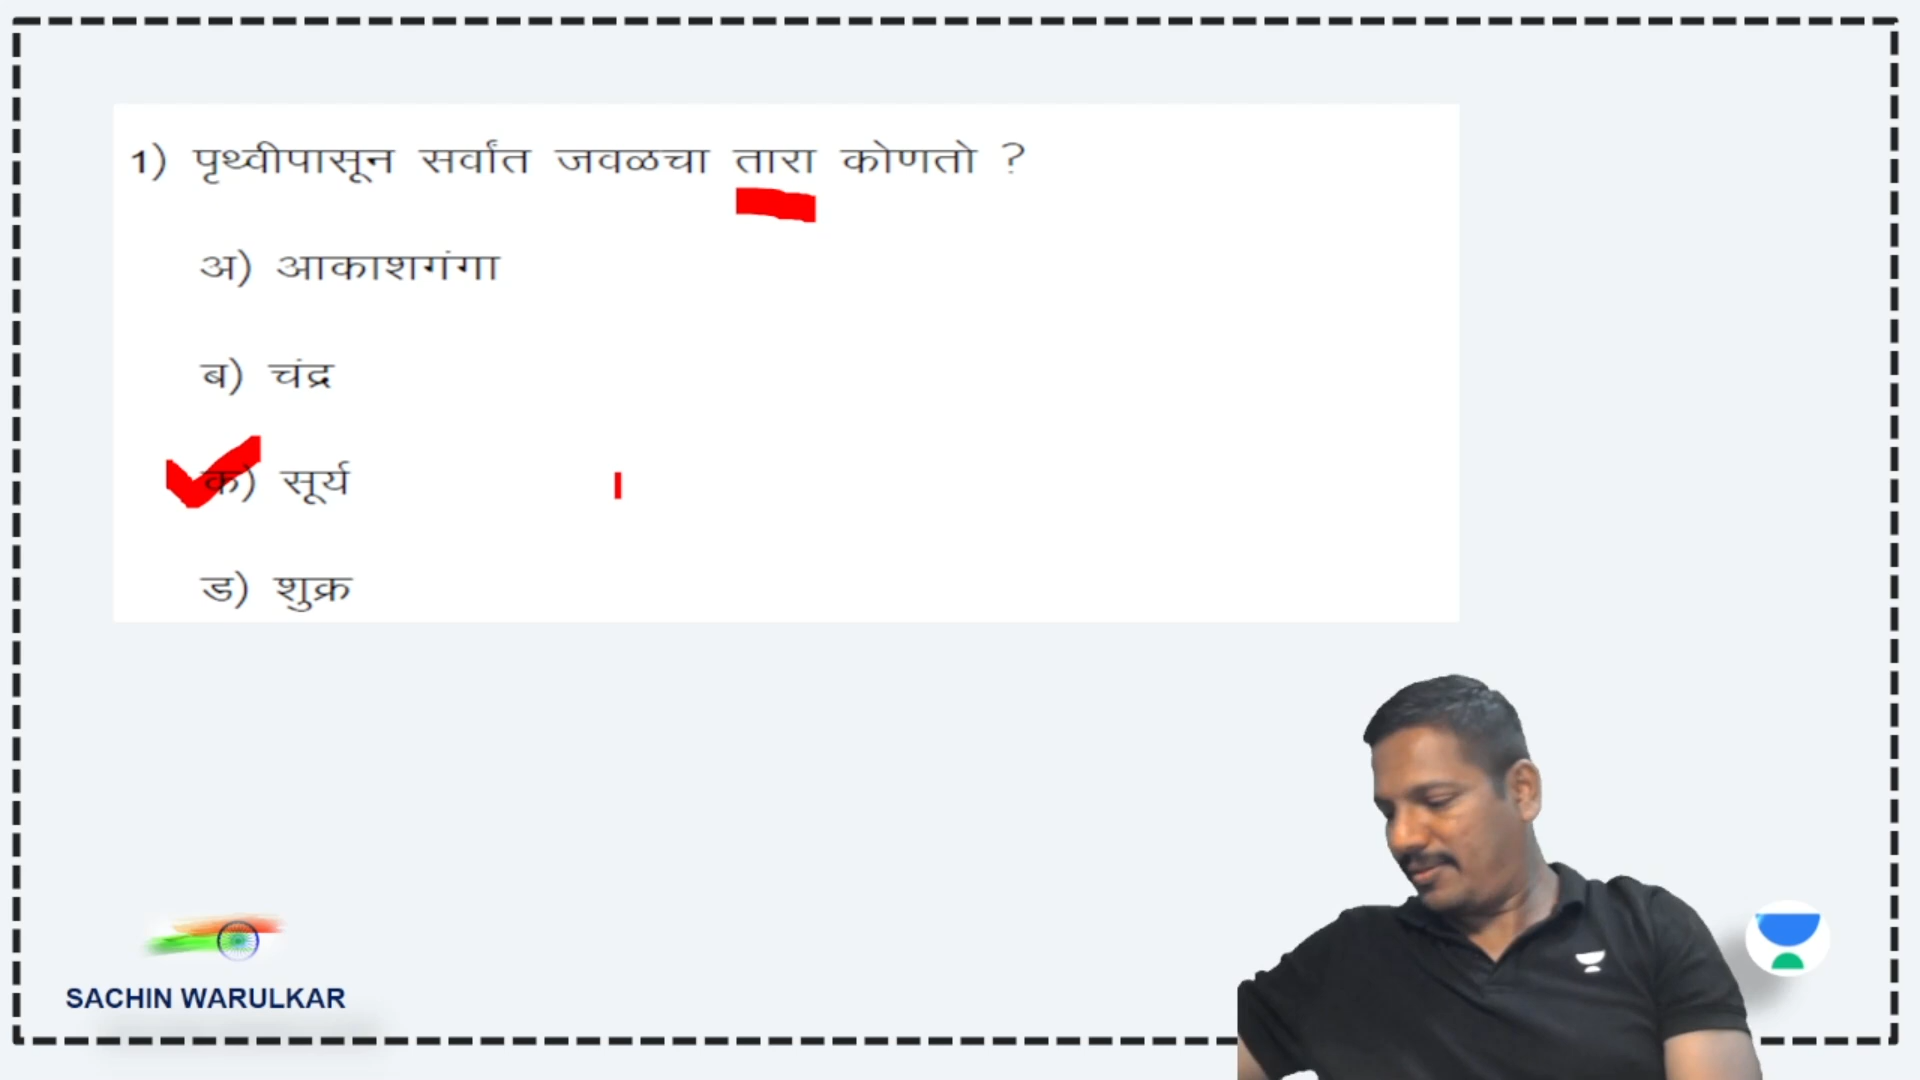 1) पृथ्वीपासून सर्वांत जवळचा तारा कोणतो ?
अ) आकाशगंगा
ब) चंद्र
क) सूर्य
ड) शुक्र
SACHIN WARULKAR